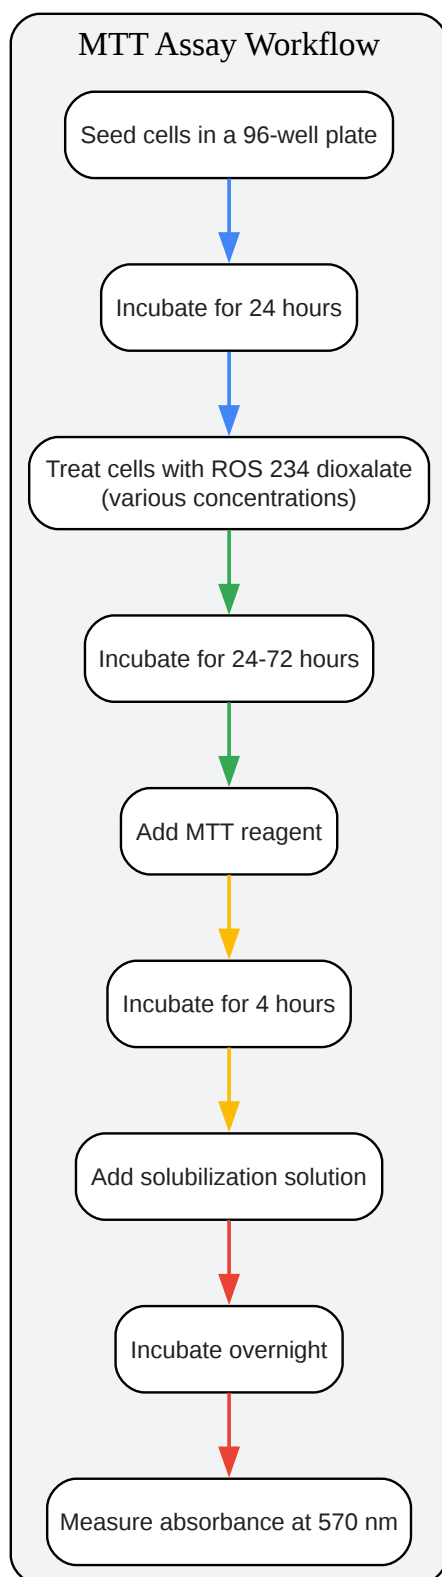 MTT Assay Workflow
Seed cells in a 96-well plate
Incubate for 24 hours
Treat cells with ROS 234 dioxalate
(various concentrations)
Incubate for 24-72 hours
Add MTT reagent
Incubate for 4 hours
Add solubilization solution
Incubate overnight
Measure absorbance at 570 nm